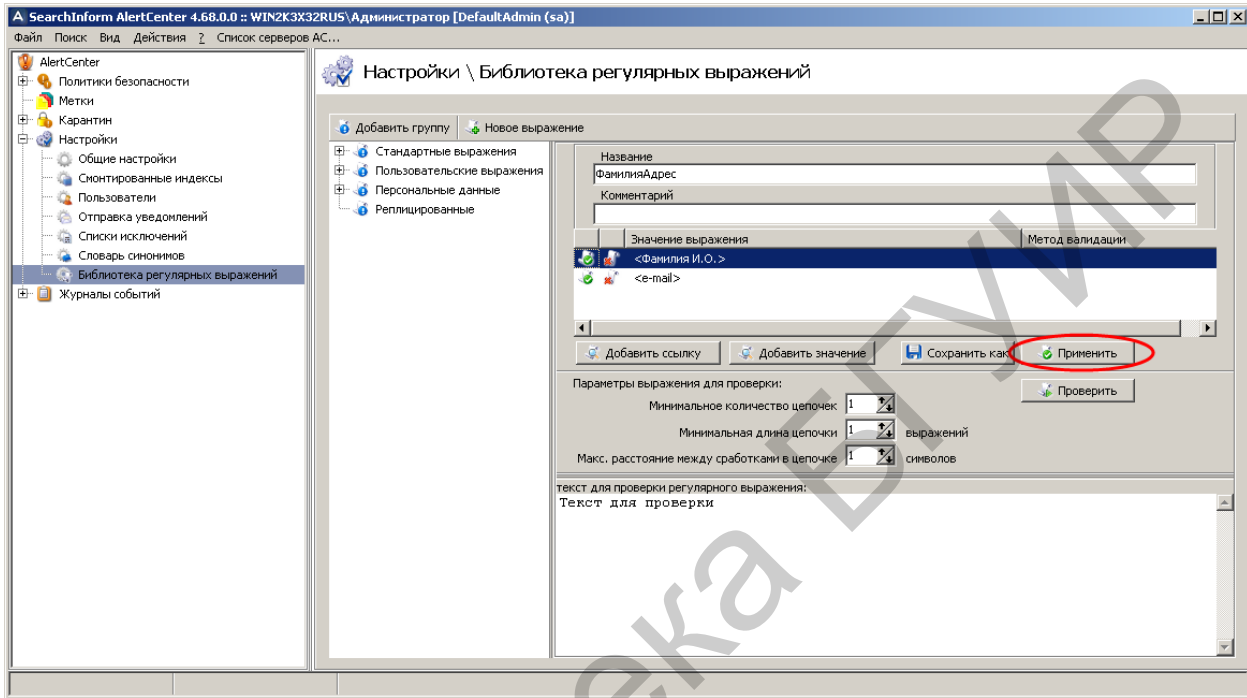 SearchInform AlertCenter 4.68.0.0 :: WIN2K3X32RUS\Администратор [DefaultAdmin (sa)]
Файл Поиск Вид Действия ? Список серверов АС...
AlertCenter
Политики безопасности
Метки
Карантин
Настройки
Общие настройки
Смонтированные индексы
Пользователи
Отправка уведомлений
Списки исключений
Словарь синонимов
Библиотека регулярных выражений
Журналы событий
Настройки \ Библиотека регулярных выражений
Добавить группу Новое выражение
Стандартные выражения
Пользовательские выражения
Персональные данные
Реплицированные
Название
ФамилияАдрес
Комментарий
Значение выражения Метод валидации
<Фамилия И.О.>
<e-mail>
Добавить ссылку Добавить значение Сохранить как Применить
Параметры выражения для проверки:
Проверить
Минимальное количество цепочек 1
Минимальная длина цепочки 1 выражений
Макс. расстояние между сработками в цепочке 1 символов
текст для проверки регулярного выражения:
Текст для проверки
ека БГУИР